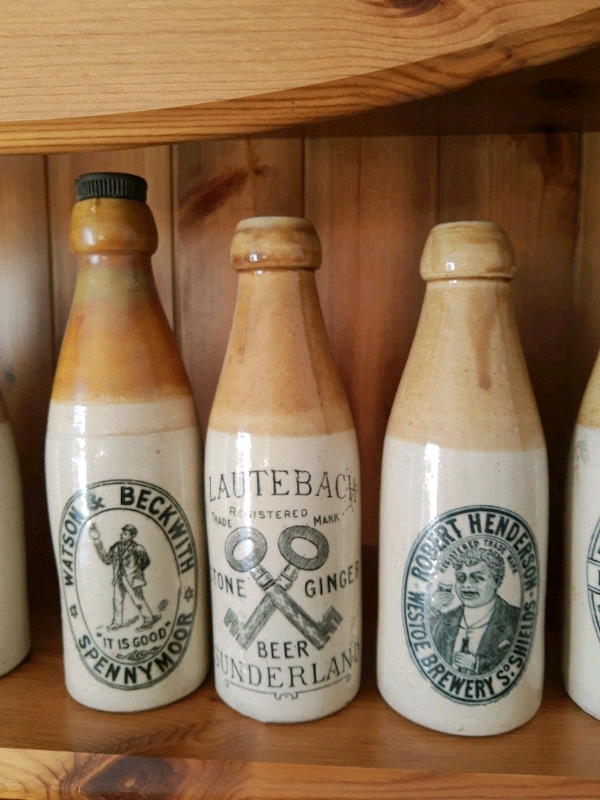 WATSON & BECKWITH
"IT IS GOOD"
SPENNYMOOR
LAUTEBACH
REGISTERED
TRADE MARK
STONE GINGER
BEER
SUNDERLAND
ROBERT HENDERSON
REGISTERED TRADE MARK
WESTOE BREWERY So. SHIELDS